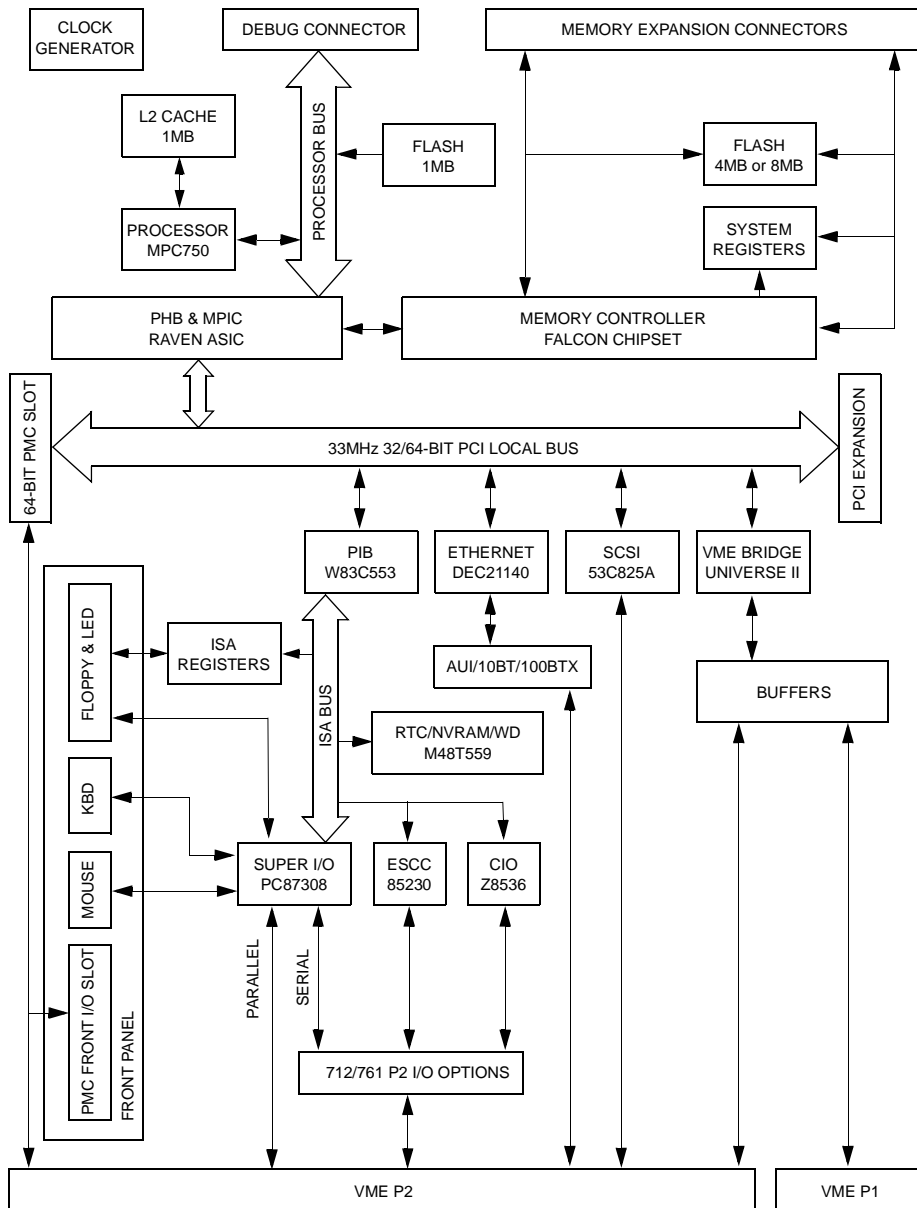 CLOCK
GENERATOR
DEBUG CONNECTOR
MEMORY EXPANSION CONNECTORS
L2 CACHE
1MB
PROCESSOR BUS
FLASH
1MB
FLASH
4MB or 8MB
PROCESSOR
MPC750
SYSTEM
REGISTERS
PHB & MPIC
RAVEN ASIC
MEMORY CONTROLLER
FALCON CHIPSET
64-BIT PMC SLOT
33MHz 32/64-BIT PCI LOCAL BUS
PCI EXPANSION
PIB
W83C553
ETHERNET
DEC21140
SCSI
53C825A
VME BRIDGE
UNIVERSE II
FLOPPY & LED
ISA
REGISTERS
ISA BUS
AUI/10BT/100BTX
BUFFERS
RTC/NVRAM/WD
M48T559
KBD
MOUSE
SUPER I/O
PC87308
ESCC
85230
CIO
Z8536
PARALLEL
SERIAL
PMC FRONT I/O SLOT
FRONT PANEL
712/761 P2 I/O OPTIONS
VME P2
VME P1